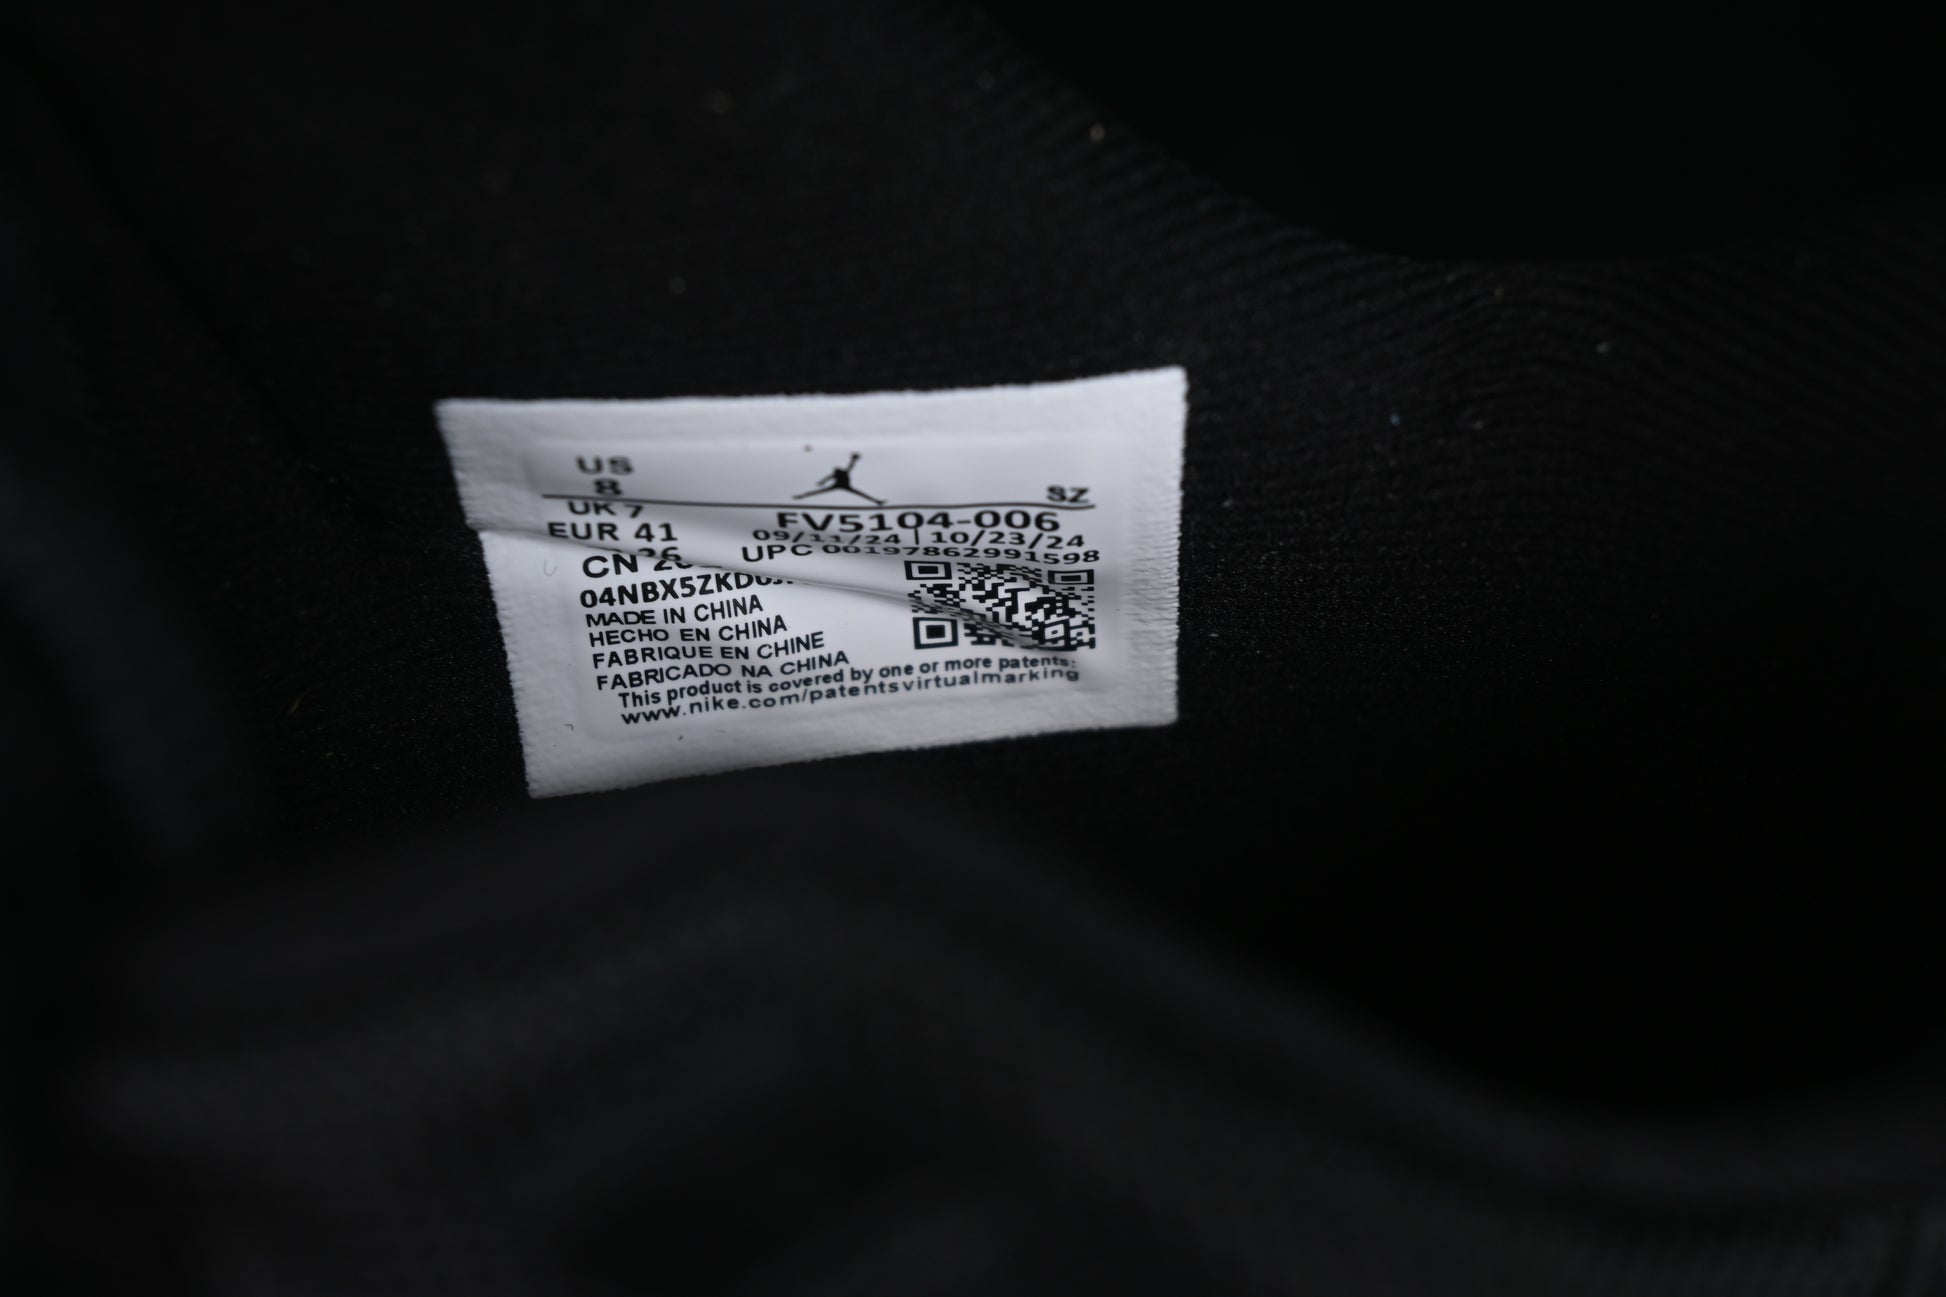 US
8
SZ
UK 7
FV5104-006
EUR 41
09/11/24 | 10/23/24
UPC 00197862991598
CN
MADE IN CHINA
HECHO EN CHINA
FABRIQUE EN CHINE
FABRICADO NA CHINA
This product is covered by one or more patents:
www.nike.com/patentsvirtualmarking